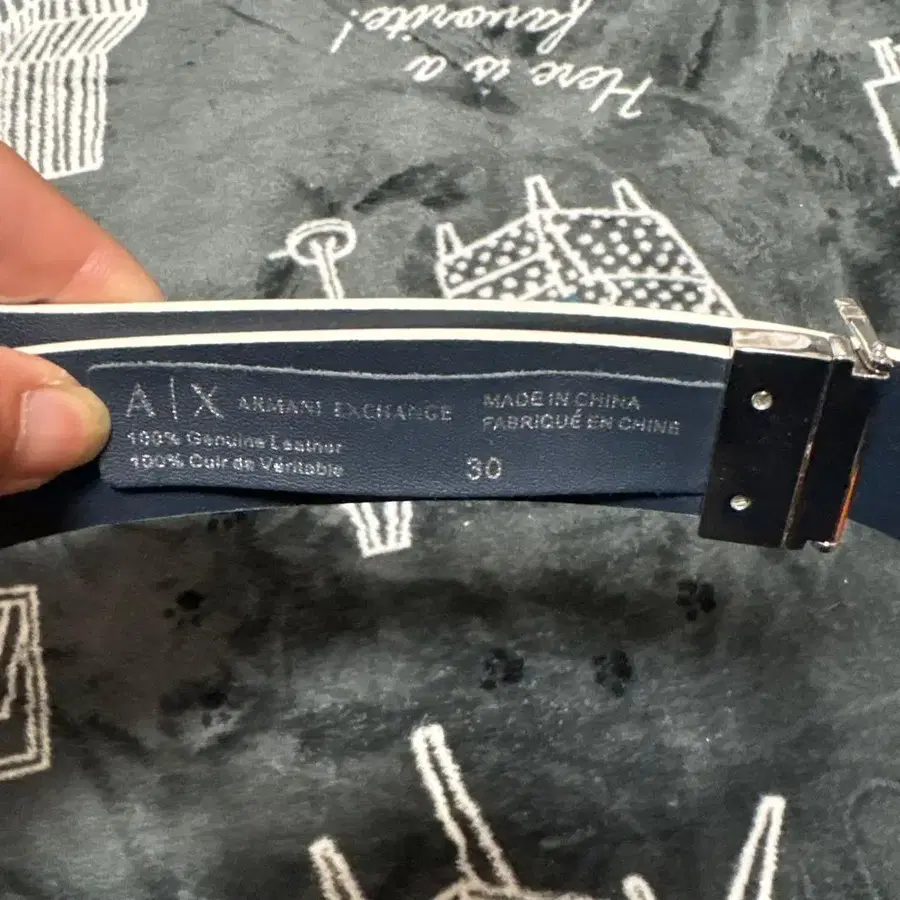 Here is a
favorite!
A|X ARMANI EXCHANGE
100% Genuine Leather
100% Cuir de Véritable
MADE IN CHINA
FABRIQUÉ EN CHINE
30